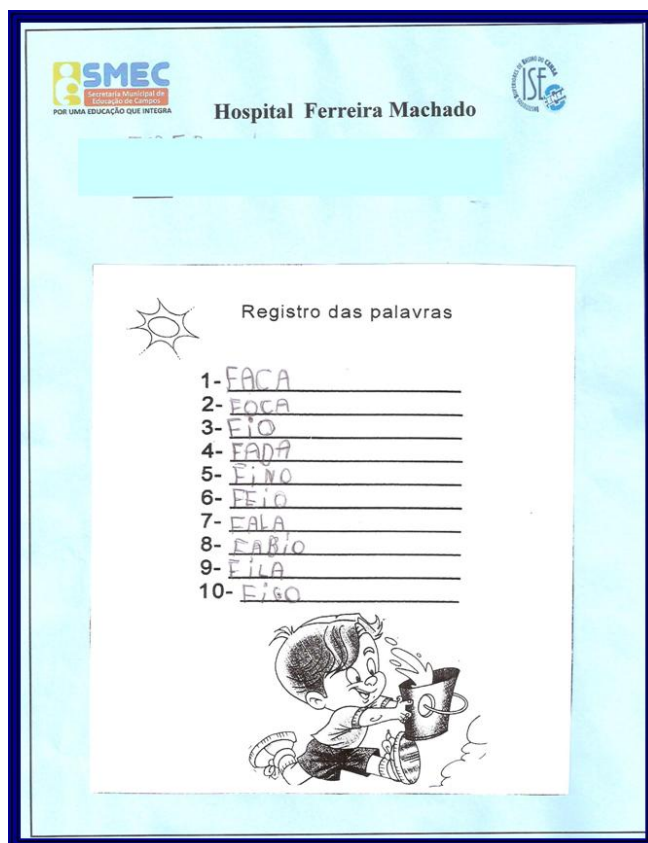 SMEC
Secretaria Municipal de
Educação de Campos
POR UMA EDUCAÇÃO QUE INTEGRA
ISE
Hospital Ferreira Machado
Registro das palavras
1- FACA
2- FOCA
3- FiO
4- FADA
5- FiNO
6- FEiO
7- FALA
8- FABiO
9- FiLA
10- FiGO